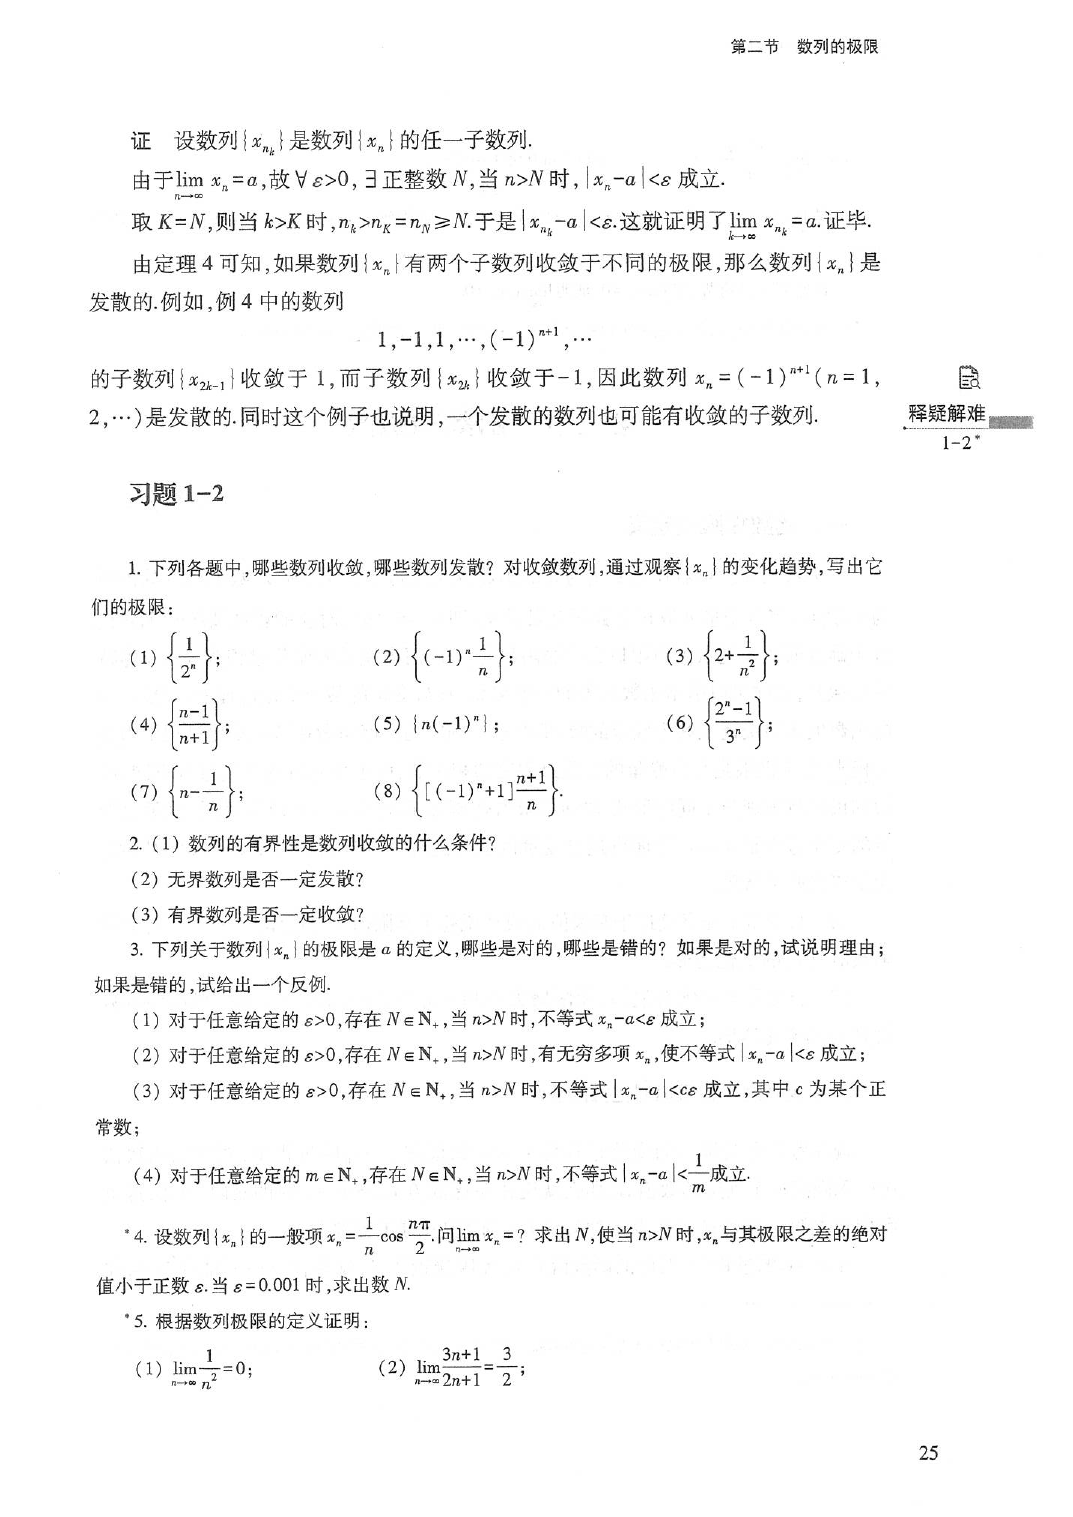 第二节 数列的极限
证 设数列{x_{n_k}}是数列{x_n}的任一子数列.
由于lim_{n→∞} x_n=a,故∀ε>0,∃正整数N,当n>N时,|x_n-a|<ε成立.
取K=N,则当k>K时,n_k>n_K=n_N≥N.于是|x_{n_k}-a|<ε.这就证明了lim_{k→∞} x_{n_k}=a.证毕.
由定理4可知,如果数列{x_n}有两个子数列收敛于不同的极限,那么数列{x_n}是
发散的.例如,例4中的数列
1,-1,1,…,(-1)^{n+1},…
的子数列{x_{2k-1}}收敛于1,而子数列{x_{2k}}收敛于-1,因此数列x_n=(-1)^{n+1}(n=1,
2,…)是发散的.同时这个例子也说明,一个发散的数列也可能有收敛的子数列.
释疑解难
1-2*
习题1-2
1. 下列各题中,哪些数列收敛,哪些数列发散？对收敛数列,通过观察{x_n}的变化趋势,写出它
们的极限:
(1) {1/2^n}; (2) {(-1)^n 1/n}; (3) {2+1/n^2};
(4) {(n-1)/(n+1)}; (5) {n(-1)^n}; (6) {(2^n-1)/3^n};
(7) {n-1/n}; (8) {[(-1)^n+1](n+1)/n}.
2. (1) 数列的有界性是数列收敛的什么条件?
(2) 无界数列是否一定发散?
(3) 有界数列是否一定收敛?
3. 下列关于数列{x_n}的极限是a的定义,哪些是对的,哪些是错的？如果是对的,试说明理由;
如果是错的,试给出一个反例.
(1) 对于任意给定的ε>0,存在N∈N₊,当n>N时,不等式x_n-a<ε成立;
(2) 对于任意给定的ε>0,存在N∈N₊,当n>N时,有无穷多项x_n,使不等式|x_n-a|<ε成立;
(3) 对于任意给定的ε>0,存在N∈N₊,当n>N时,不等式|x_n-a|<cε成立,其中c为某个正
常数;
(4) 对于任意给定的m∈N₊,存在N∈N₊,当n>N时,不等式|x_n-a|<1/m成立.
*4. 设数列{x_n}的一般项x_n=1/n cos nπ/2.问lim_{n→∞} x_n=？求出N,使当n>N时,x_n与其极限之差的绝对
值小于正数ε.当ε=0.001时,求出数N.
*5. 根据数列极限的定义证明:
(1) lim_{n→∞} 1/n^2=0; (2) lim_{n→∞} (3n+1)/(2n+1)=3/2;
25